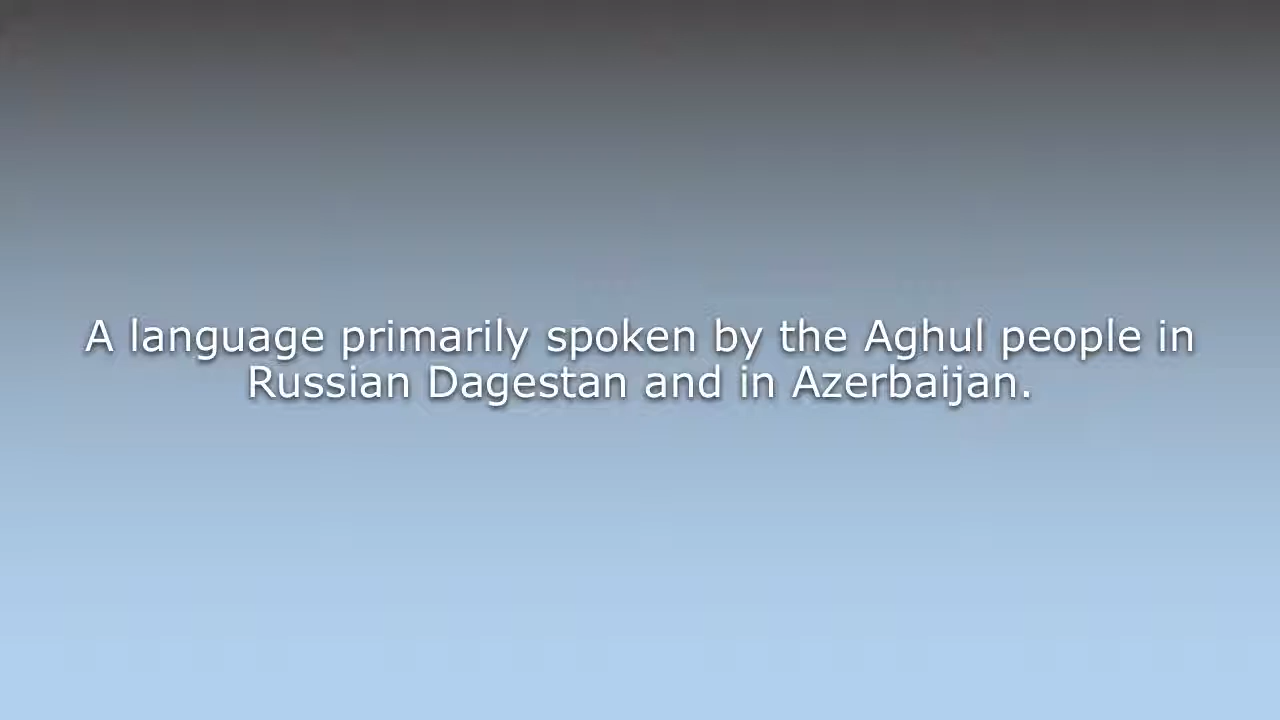 A language primarily spoken by the Aghul people in
Russian Dagestan and in Azerbaijan.